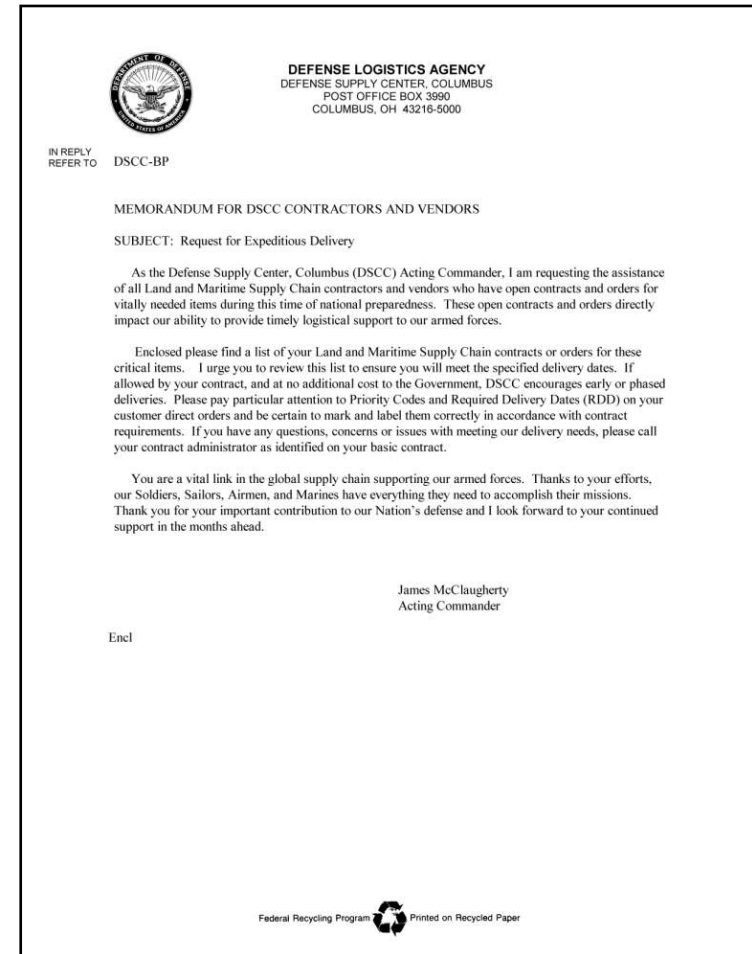 DEPARTMENT OF DEFENSE
UNITED STATES OF AMERICA
DEFENSE LOGISTICS AGENCY
DEFENSE SUPPLY CENTER, COLUMBUS
POST OFFICE BOX 3990
COLUMBUS, OH 43216-5000
IN REPLY
REFER TO DSCC-BP
MEMORANDUM FOR DSCC CONTRACTORS AND VENDORS
SUBJECT: Request for Expeditious Delivery
As the Defense Supply Center, Columbus (DSCC) Acting Commander, I am requesting the assistance
of all Land and Maritime Supply Chain contractors and vendors who have open contracts and orders for
vitally needed items during this time of national preparedness. These open contracts and orders directly
impact our ability to provide timely logistical support to our armed forces.
Enclosed please find a list of your Land and Maritime Supply Chain contracts or orders for these
critical items. I urge you to review this list to ensure you will meet the specified delivery dates. If
allowed by your contract, and at no additional cost to the Government, DSCC encourages early or phased
deliveries. Please pay particular attention to Priority Codes and Required Delivery Dates (RDD) on your
customer direct orders and be certain to mark and label them correctly in accordance with contract
requirements. If you have any questions, concerns or issues with meeting our delivery needs, please call
your contract administrator as identified on your basic contract.
You are a vital link in the global supply chain supporting our armed forces. Thanks to your efforts,
our Soldiers, Sailors, Airmen, and Marines have everything they need to accomplish their missions.
Thank you for your important contribution to our Nation's defense and I look forward to your continued
support in the months ahead.
James McClaugherty
Acting Commander
Encl
Federal Recycling Program Printed on Recycled Paper